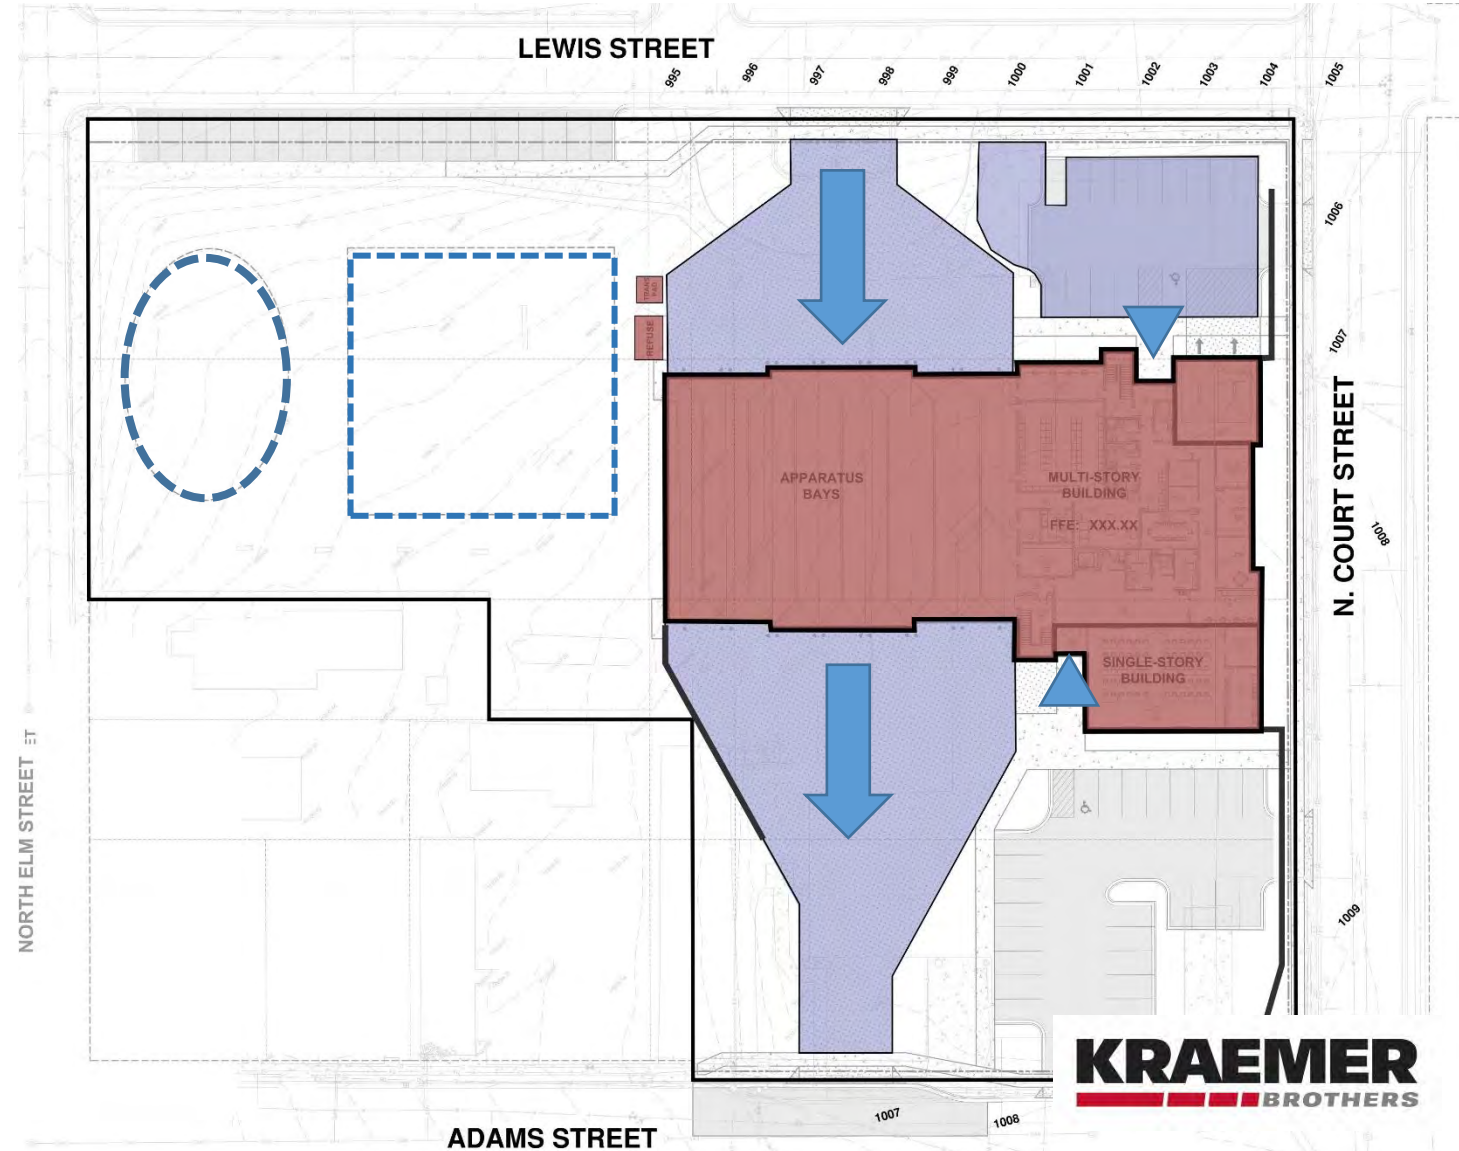 LEWIS STREET
995
996
997
998
999
1000
1001
1002
1003
1004
1005
1006
REFUSE
1007
N. COURT STREET
APPARATUS
BAYS
MULTI-STORY
BUILDING
FFE: XXX.XX
1008
SINGLE-STORY
BUILDING
NORTH ELM STREET
ET
1009
KRAEMER
BROTHERS
1007
1008
ADAMS STREET